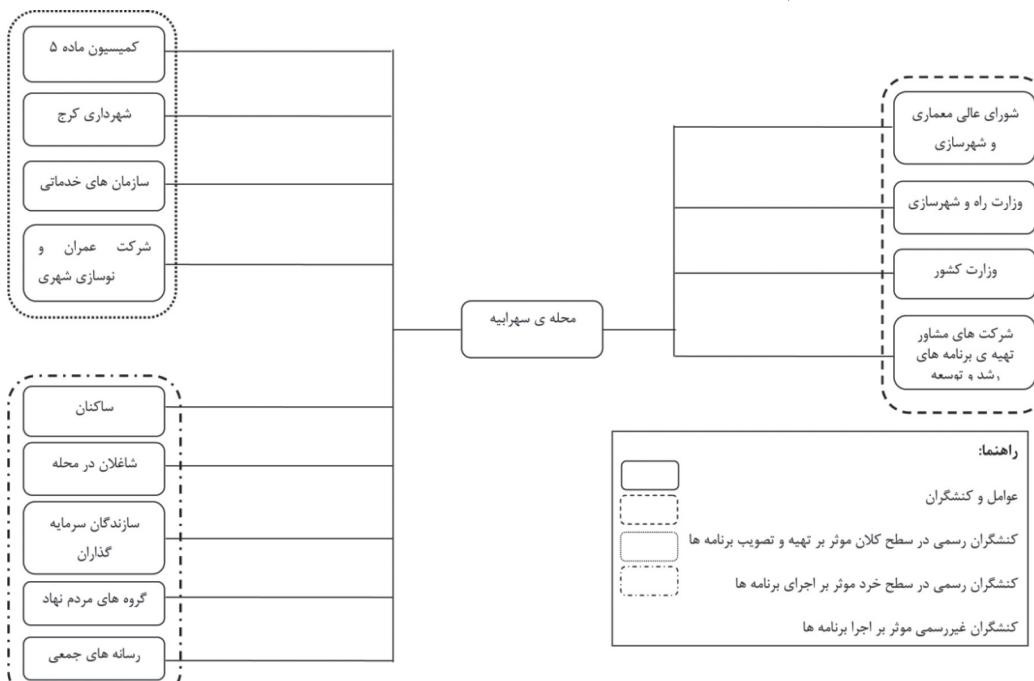 شورای عالی معماری
و شهرسازی
وزارت راه و شهرسازی
وزارت کشور
شرکت های مشاور
تهیه ی برنامه های
رشد و توسعه
محله ی سهرابیه
کمیسیون ماده ۵
شهرداری کرج
سازمان های خدماتی
شرکت عمران و
نوسازی شهری
ساکنان
شاغلان در محله
سازندگان سرمایه
گذاران
گروه های مردم نهاد
رسانه های جمعی
راهنما:
عوامل و کنشگران
کنشگران رسمی در سطح کلان موثر بر تهیه و تصویب برنامه ها
کنشگران رسمی در سطح خرد موثر بر اجرای برنامه ها
کنشگران غیررسمی موثر بر اجرا برنامه ها